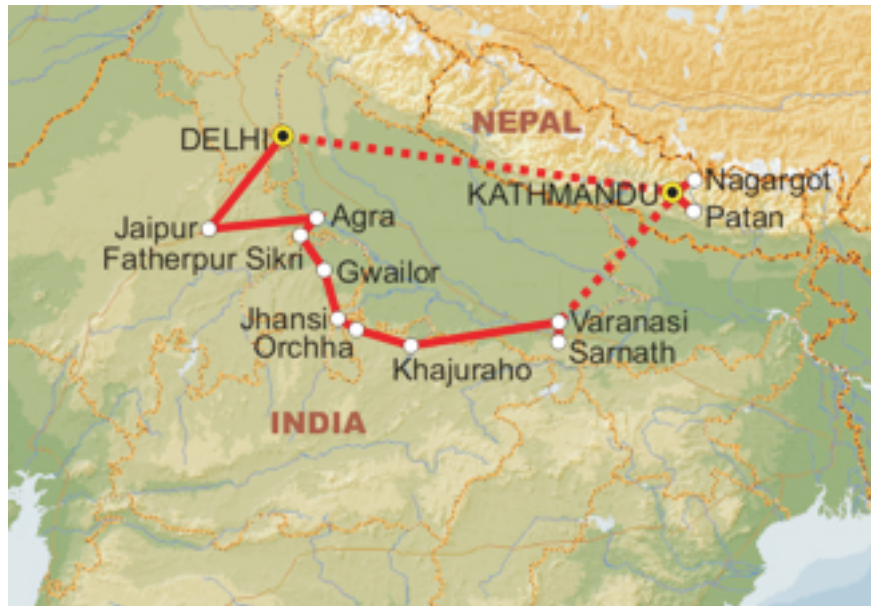 NEPAL
DELHI
Nagargot
KATHMANDU
Patan
Agra
Jaipur
Fatherpur Sikri
Gwailor
Jhansi
Varanasi
Orchha
Sarnath
Khajuraho
INDIA